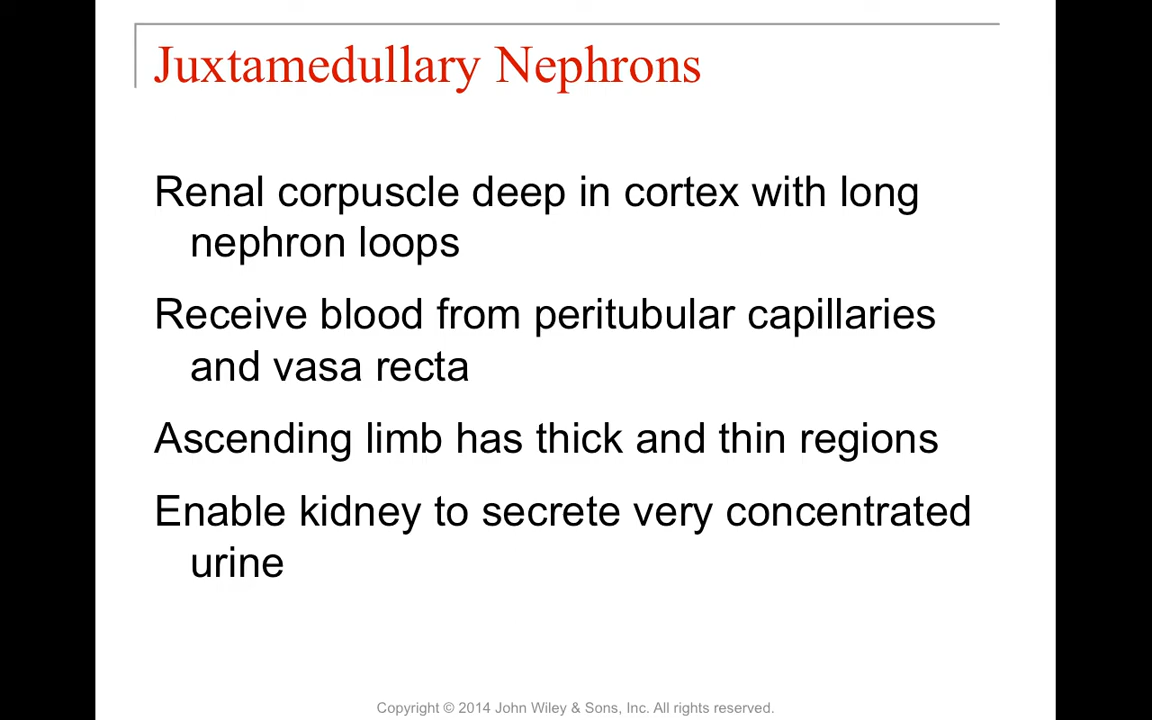 Juxtamedullary Nephrons
Renal corpuscle deep in cortex with long
nephron loops
Receive blood from peritubular capillaries
and vasa recta
Ascending limb has thick and thin regions
Enable kidney to secrete very concentrated
urine
Copyright © 2014 John Wiley & Sons, Inc. All rights reserved.